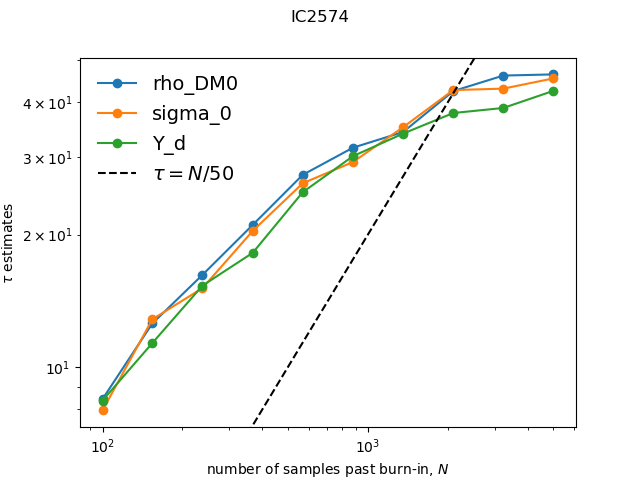 IC2574
rho_DM0
sigma_0
Y_d
τ = N/50
4 × 10¹
3 × 10¹
2 × 10¹
10¹
τ estimates
10² 10³
number of samples past burn-in, N